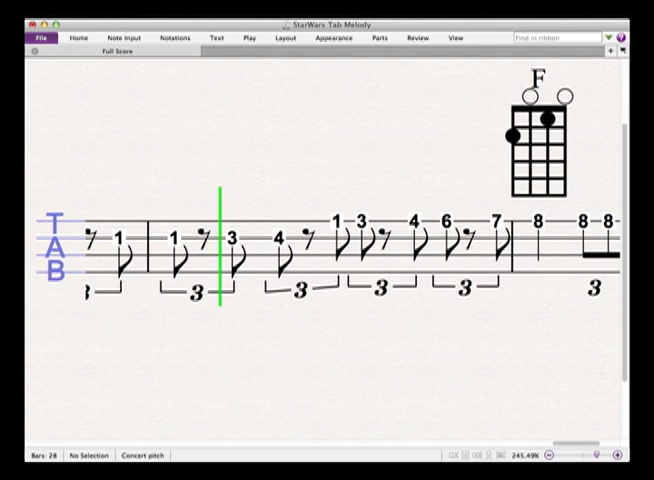 StarWars Tab Melody
File Home Note Input Notations Text Play Layout Appearance Parts Review View Find in ribbon ?
Full Score +
F
T
A
B
1 1 3 4 1 3 4 6 7 8 8 8
3 3 3 3 3 3
Bars: 28 No Selection Concert pitch 245.49%